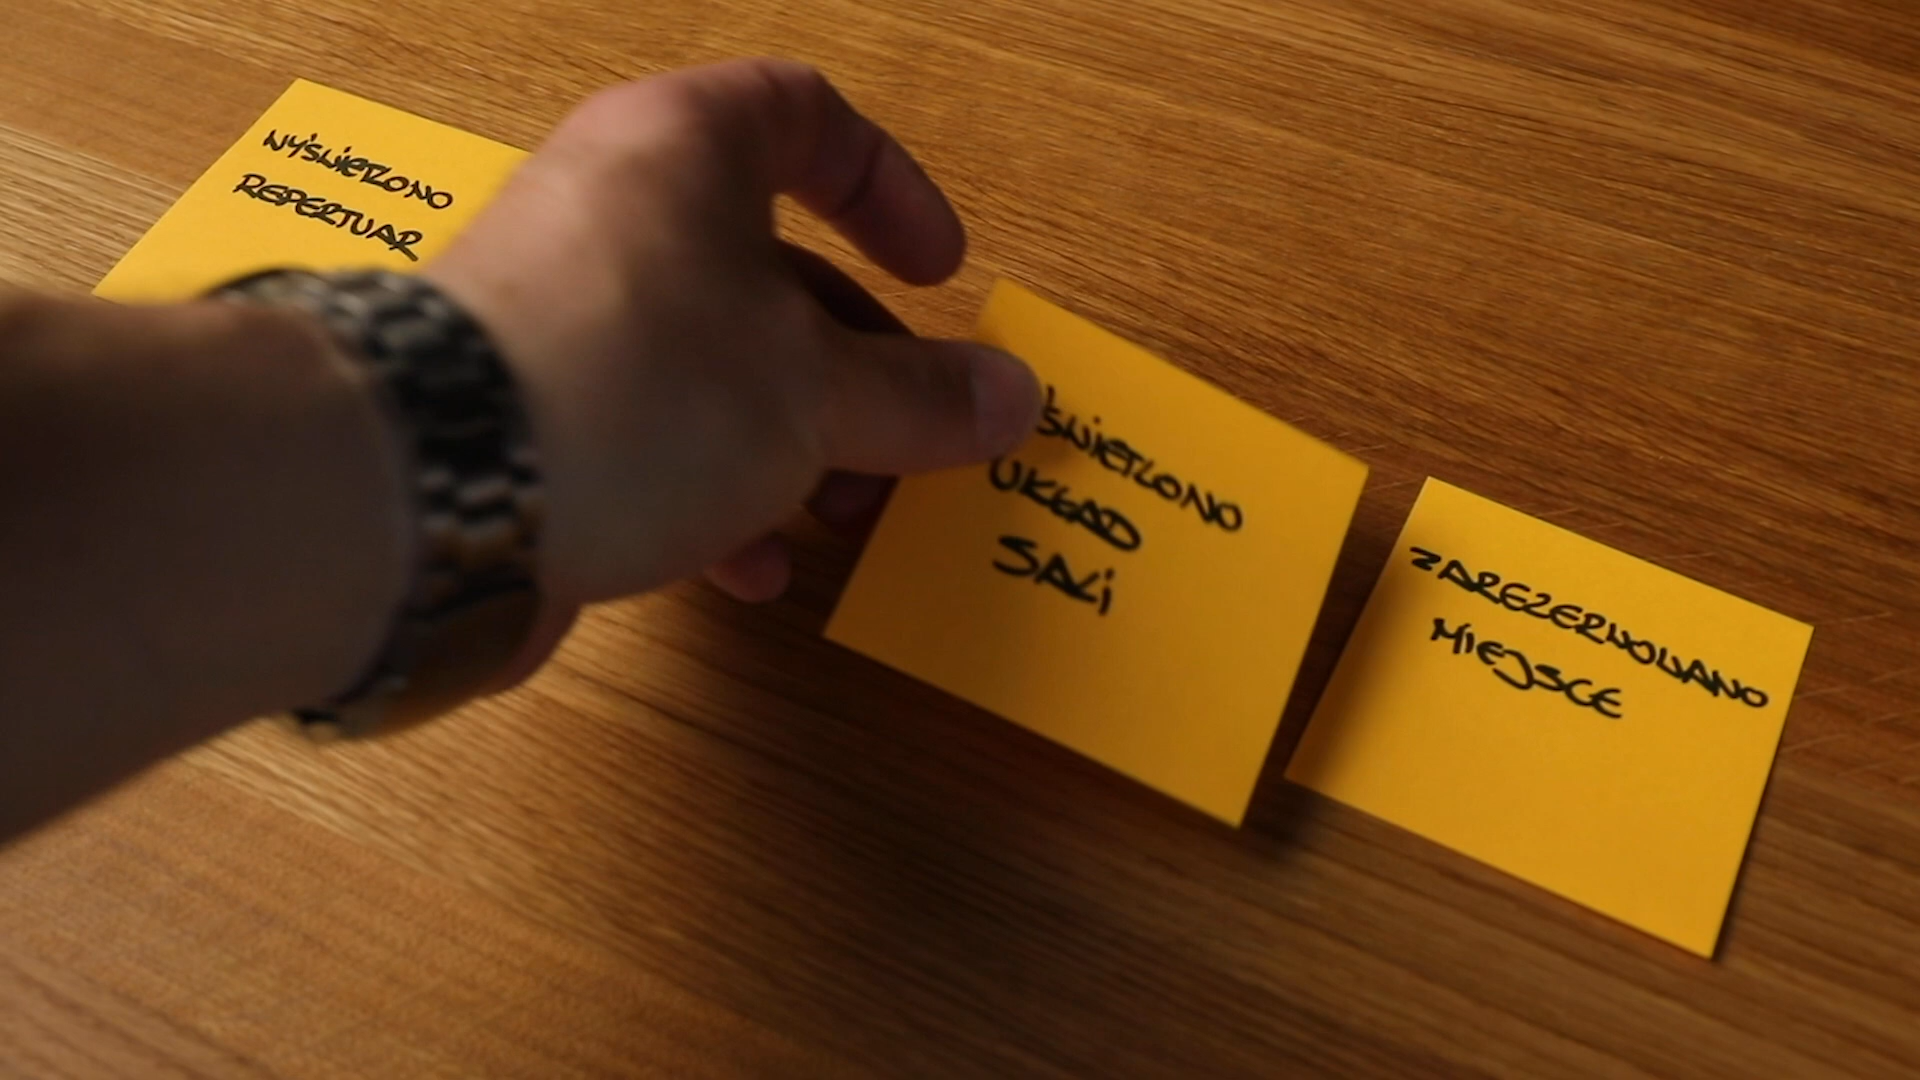 WYŚWIETLONO
REPERTUAR
ŚWIETLONO
UKŁAD
SALI
ZAREZERWOWANO
MIEJSCE